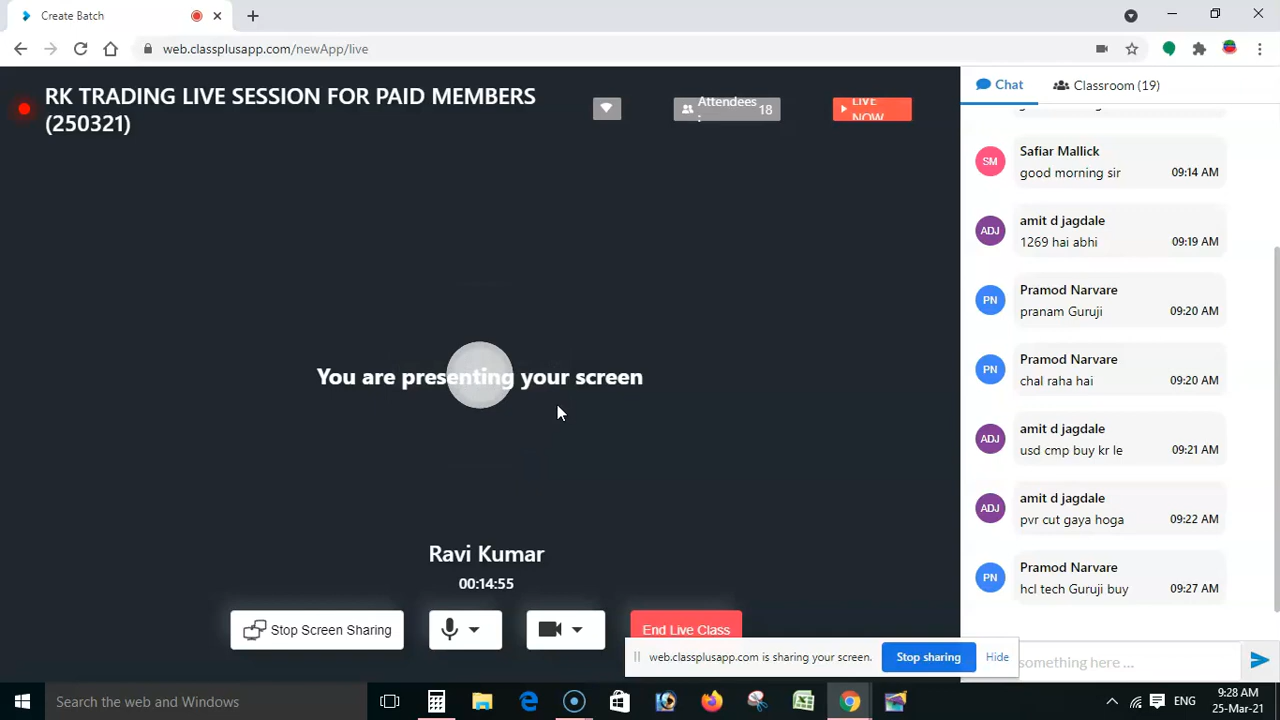 Create Batch
web.classplusapp.com/newApp/live
RK TRADING LIVE SESSION FOR PAID MEMBERS
(250321)
Attendees
:
18
LIVE
NOW
Chat
Classroom (19)
SM
Safiar Mallick
good morning sir
09:14 AM
ADJ
amit d jagdale
1269 hai abhi
09:19 AM
PN
Pramod Narvare
pranam Guruji
09:20 AM
PN
Pramod Narvare
chal raha hai
09:20 AM
ADJ
amit d jagdale
usd cmp buy kr le
09:21 AM
ADJ
amit d jagdale
pvr cut gaya hoga
09:22 AM
PN
Pramod Narvare
hcl tech Guruji buy
09:27 AM
You are presenting your screen
Ravi Kumar
00:14:55
Stop Screen Sharing
End Live Class
web.classplusapp.com is sharing your screen.
Stop sharing
Hide
something here ...
Search the web and Windows
ENG
9:28 AM
25-Mar-21